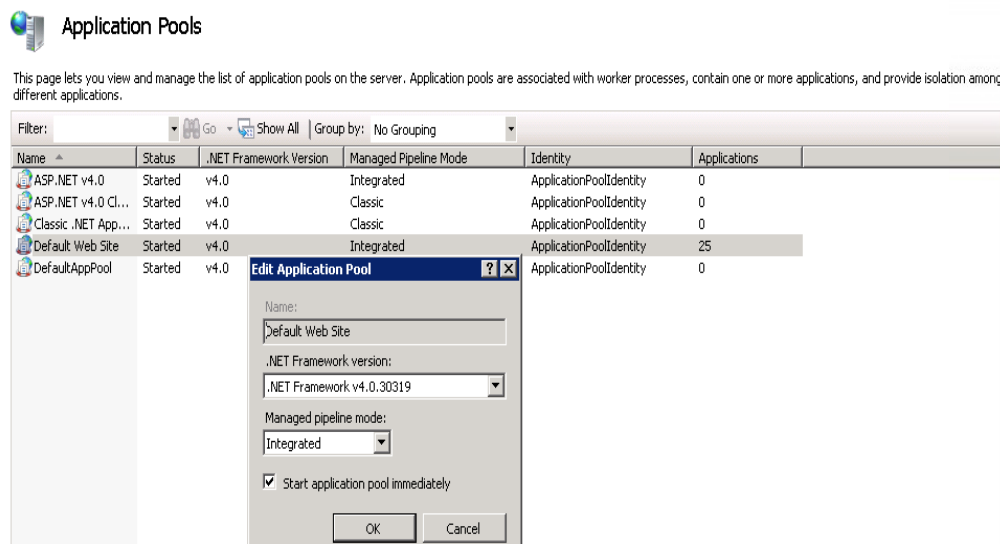 Application Pools
This page lets you view and manage the list of application pools on the server. Application pools are associated with worker processes, contain one or more applications, and provide isolation among
different applications.
Filter: Go Show All Group by: No Grouping
Name Status .NET Framework Version Managed Pipeline Mode Identity Applications
ASP.NET v4.0 Started v4.0 Integrated ApplicationPoolIdentity 0
ASP.NET v4.0 Cl... Started v4.0 Classic ApplicationPoolIdentity 0
Classic .NET App... Started v4.0 Classic ApplicationPoolIdentity 0
Default Web Site Started v4.0 Integrated ApplicationPoolIdentity 25
DefaultAppPool Started v4.0 ApplicationPoolIdentity 0
Edit Application Pool
Name:
Default Web Site
.NET Framework version:
.NET Framework v4.0.30319
Managed pipeline mode:
Integrated
Start application pool immediately
OK Cancel